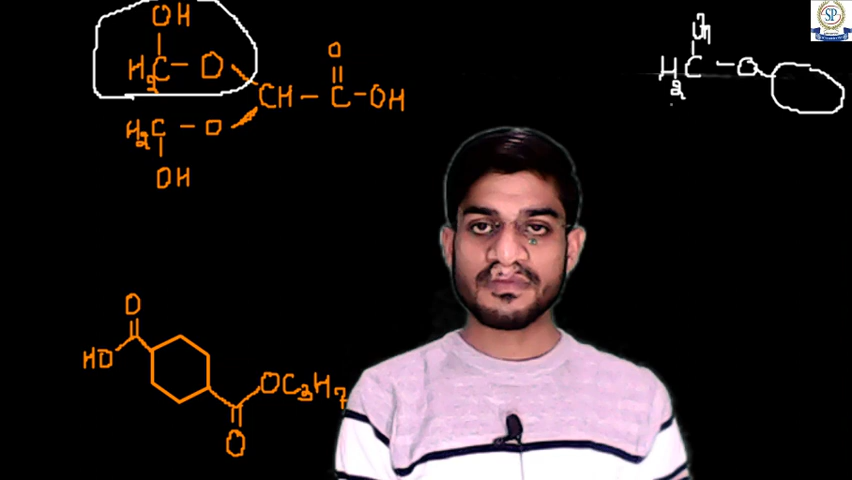 OH
H2C - O
CH - C - OH
O
H2C - O
OH
H2C - O
O
HO
OC3H7
O
SP